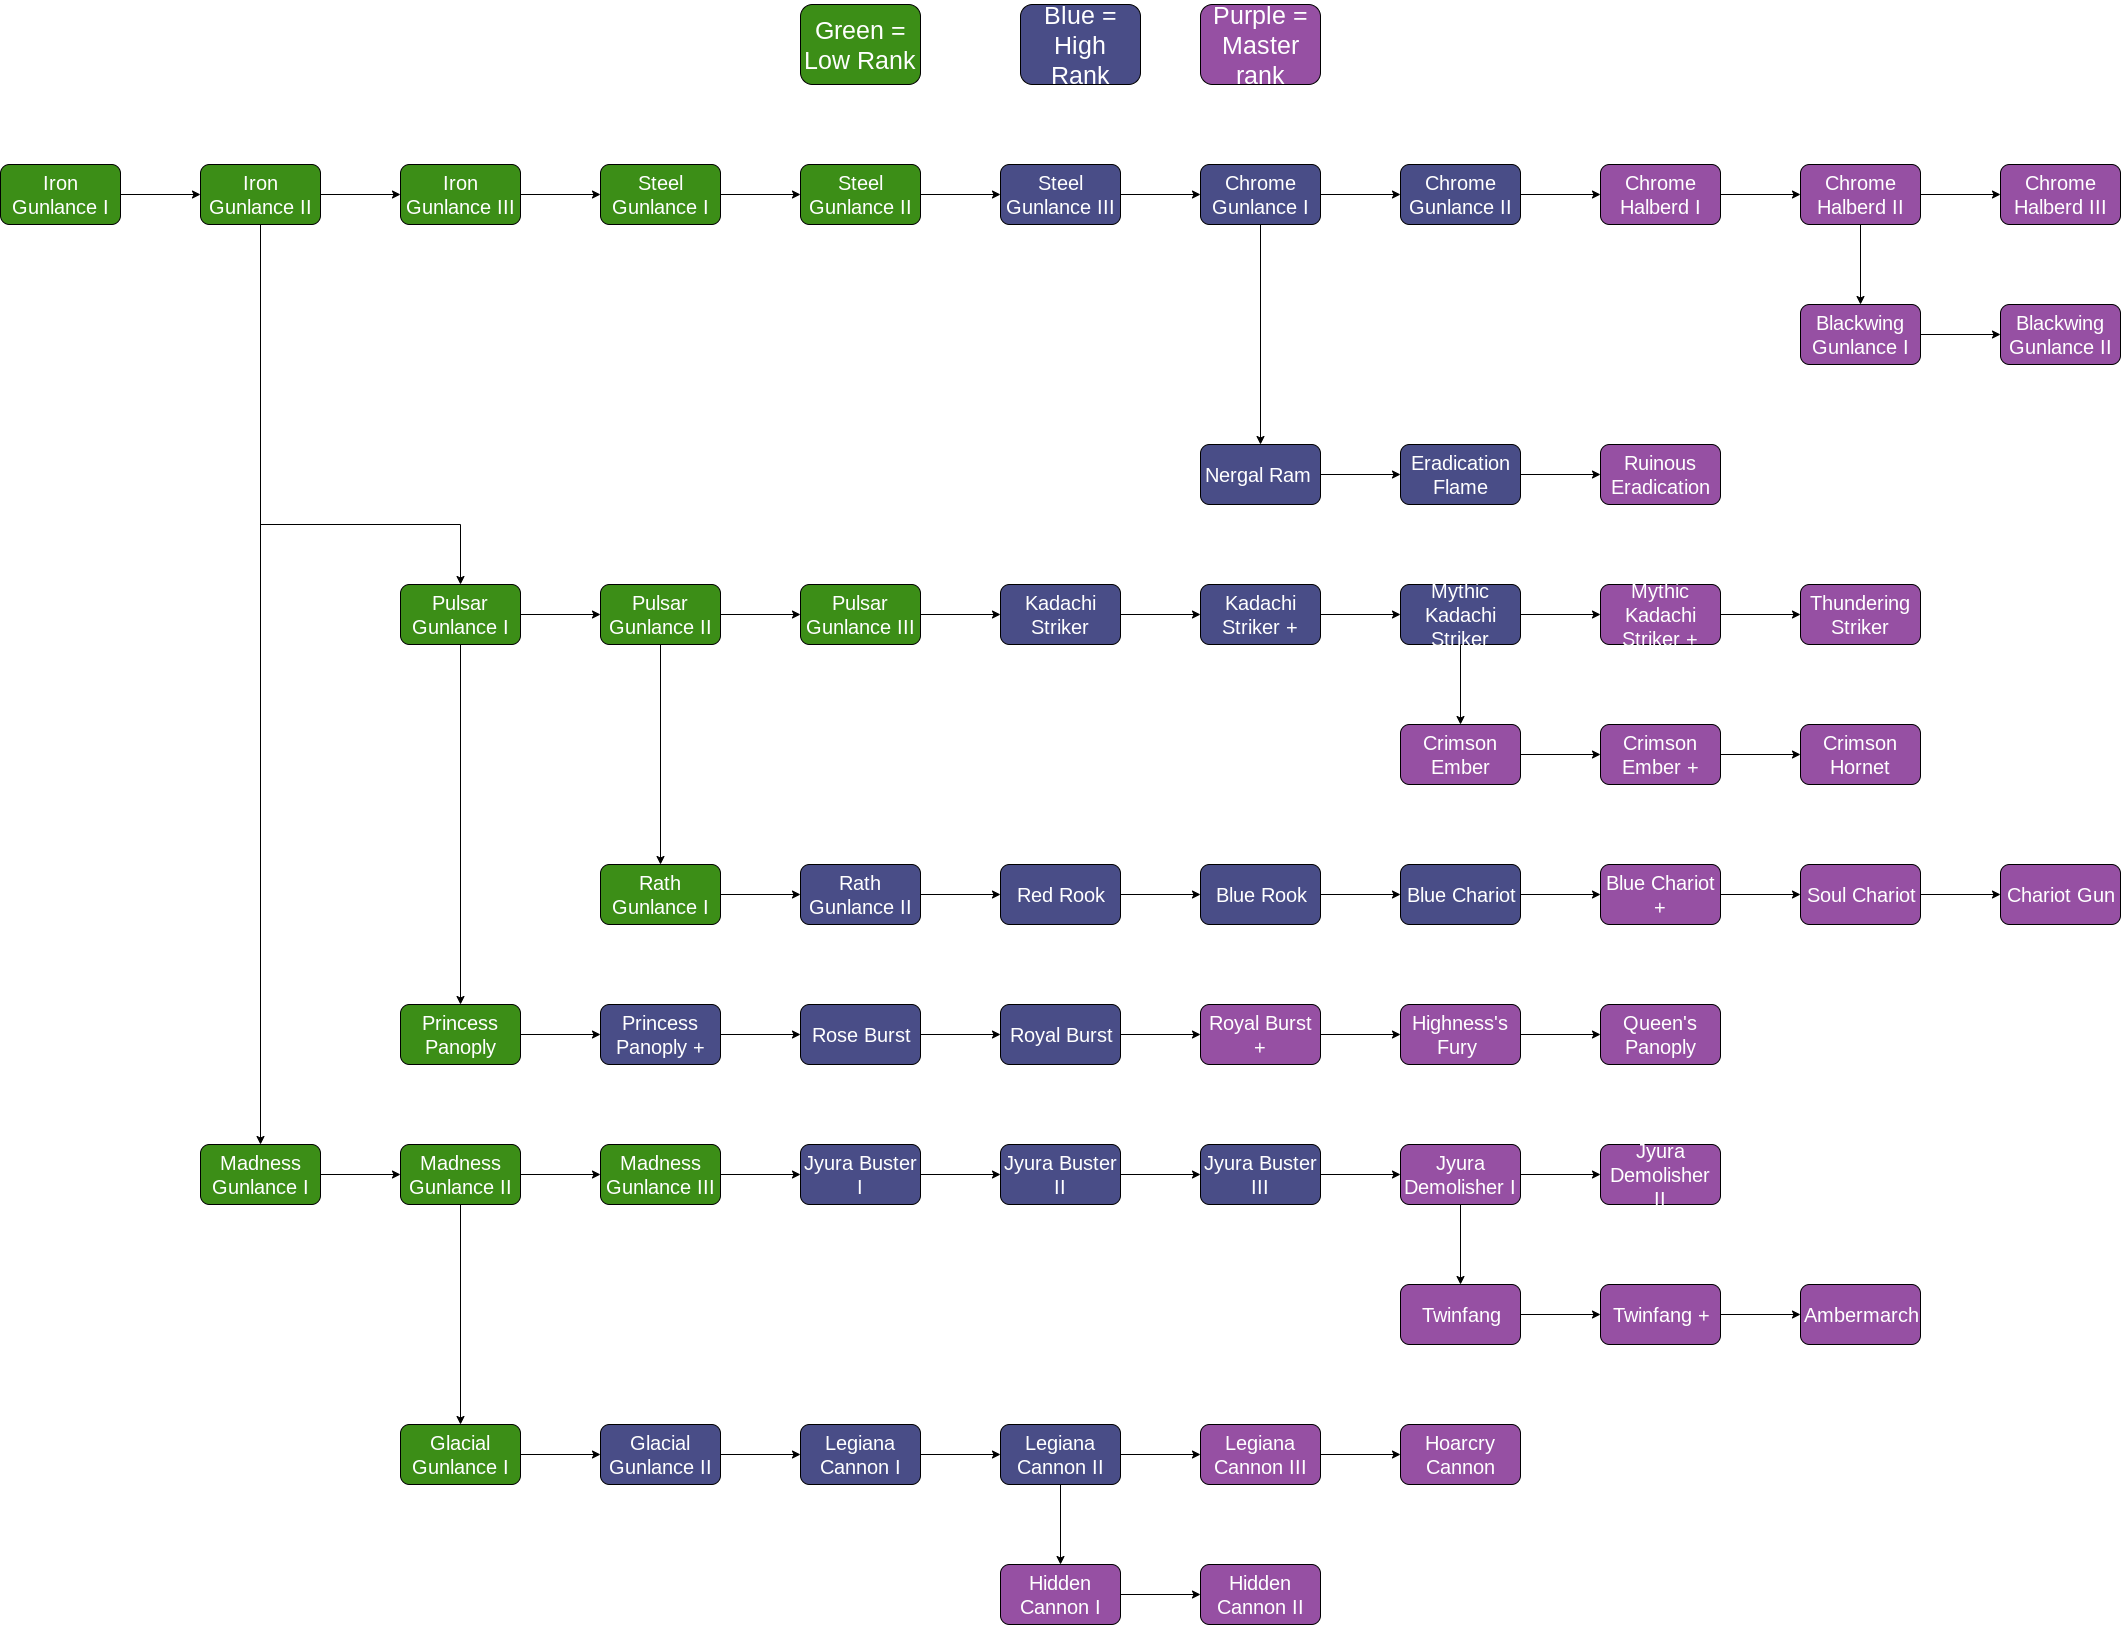 Green =
Low Rank
Blue =
High
Rank
Purple =
Master
rank
Iron
Gunlance I
Iron
Gunlance II
Iron
Gunlance III
Steel
Gunlance I
Steel
Gunlance II
Steel
Gunlance III
Chrome
Gunlance I
Chrome
Gunlance II
Chrome
Halberd I
Chrome
Halberd II
Chrome
Halberd III
Blackwing
Gunlance I
Blackwing
Gunlance II
Nergal Ram
Eradication
Flame
Ruinous
Eradication
Pulsar
Gunlance I
Pulsar
Gunlance II
Pulsar
Gunlance III
Kadachi
Striker
Kadachi
Striker +
Mythic
Kadachi
Striker
Mythic
Kadachi
Striker +
Thundering
Striker
Crimson
Ember
Crimson
Ember +
Crimson
Hornet
Rath
Gunlance I
Rath
Gunlance II
Red Rook
Blue Rook
Blue Chariot
Blue Chariot
+
Soul Chariot
Chariot Gun
Princess
Panoply
Princess
Panoply +
Rose Burst
Royal Burst
Royal Burst
+
Highness's
Fury
Queen's
Panoply
Madness
Gunlance I
Madness
Gunlance II
Madness
Gunlance III
Jyura Buster
I
Jyura Buster
II
Jyura Buster
III
Jyura
Demolisher I
Jyura
Demolisher
II
Twinfang
Twinfang +
Ambermarch
Glacial
Gunlance I
Glacial
Gunlance II
Legiana
Cannon I
Legiana
Cannon II
Legiana
Cannon III
Hoarcry
Cannon
Hidden
Cannon I
Hidden
Cannon II